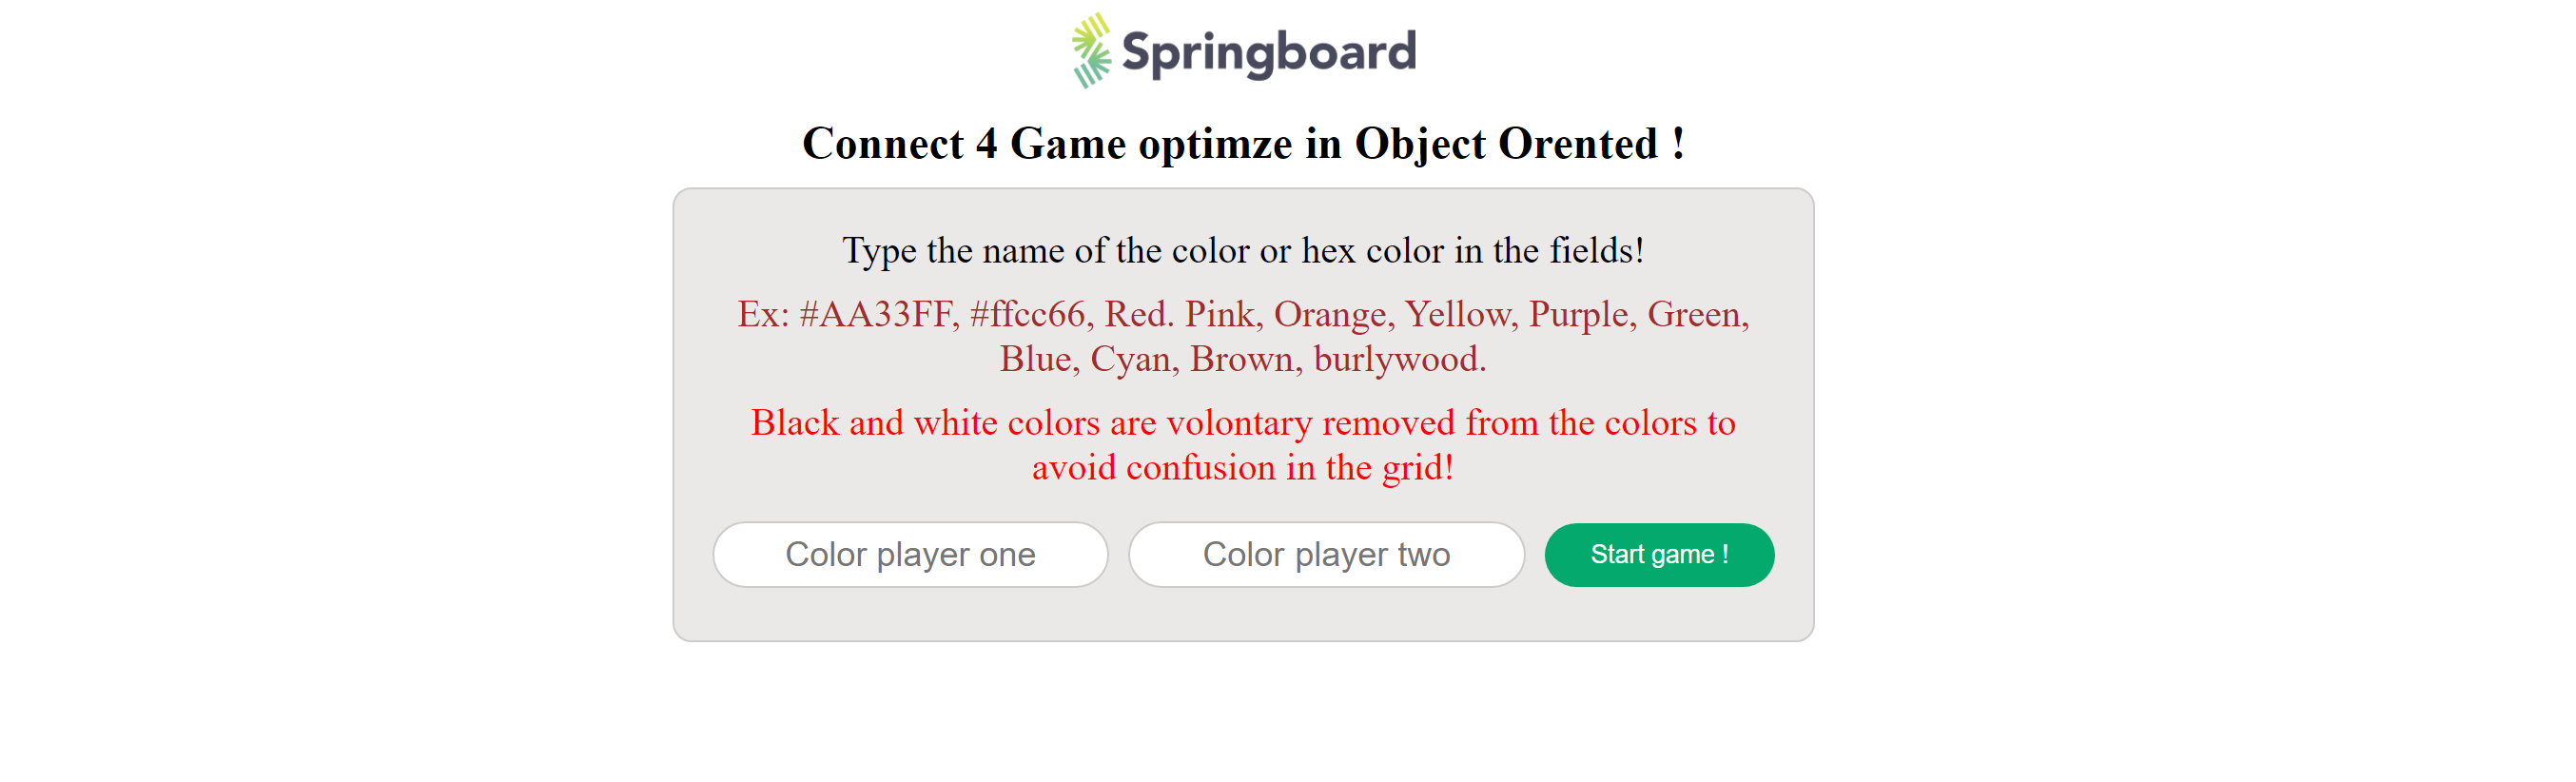 Springboard
Connect 4 Game optimze in Object Orented !
Type the name of the color or hex color in the fields!
Ex: #AA33FF, #ffcc66, Red. Pink, Orange, Yellow, Purple, Green,
Blue, Cyan, Brown, burlywood.
Black and white colors are volontary removed from the colors to
avoid confusion in the grid!
Color player one Color player two Start game !